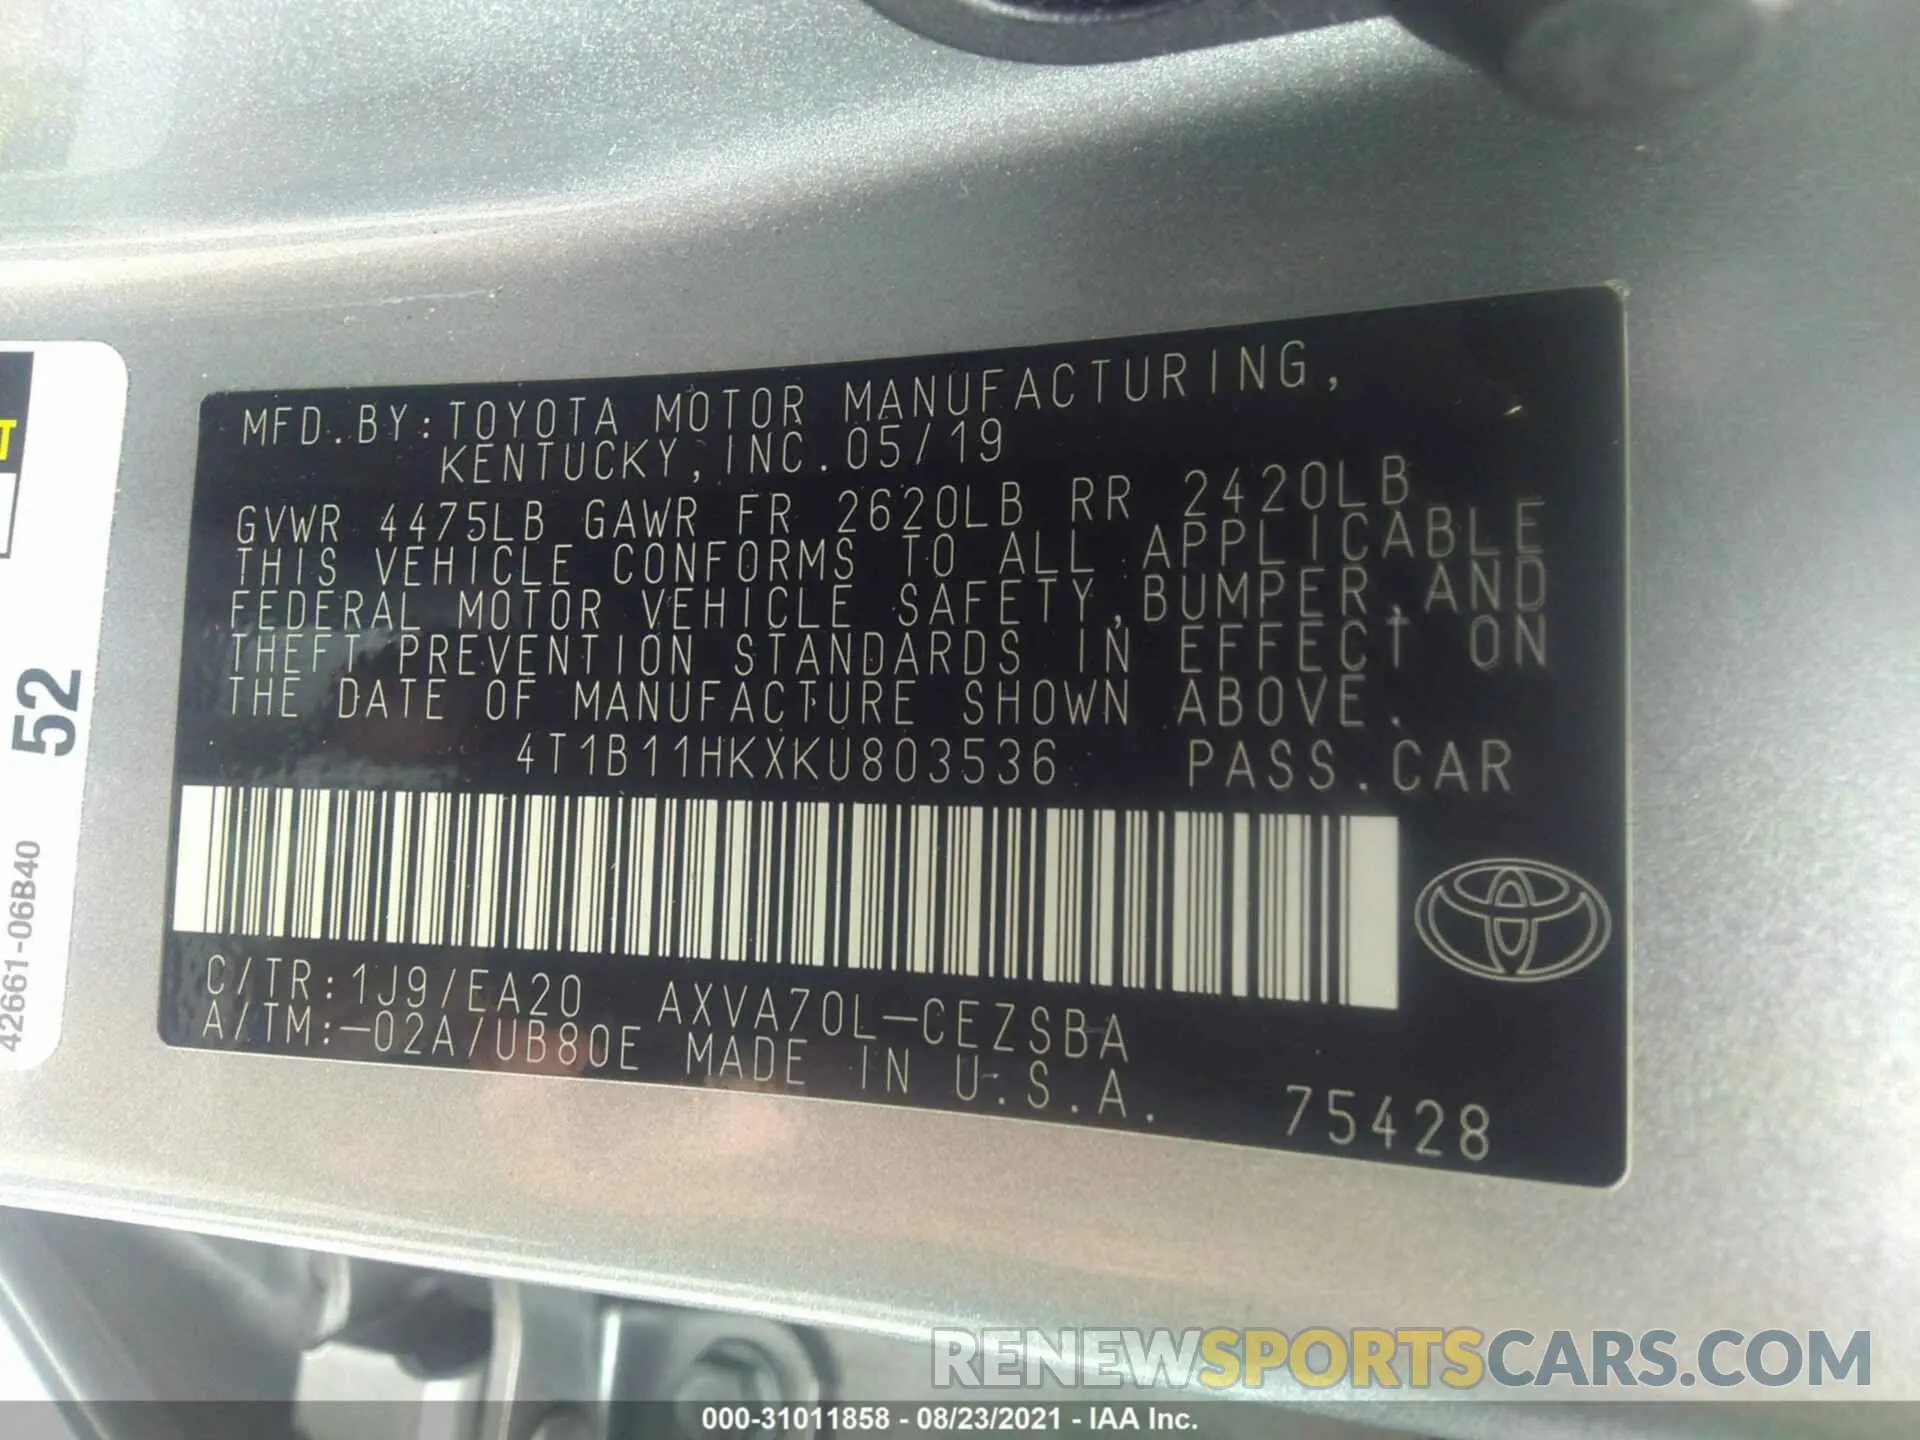 MFD. BY: TOYOTA MOTOR MANUFACTURING,
KENTUCKY, INC. 05/19
GVWR 4475LB GAWR FR 2620LB RR 2420LB
THIS VEHICLE CONFORMS TO ALL APPLICABLE
FEDERAL MOTOR VEHICLE SAFETY, BUMPER, AND
THEFT PREVENTION STANDARDS IN EFFECT ON
THE DATE OF MANUFACTURE SHOWN ABOVE.
4T1B11HKXKU803536 PASS. CAR
C/TR: 1J9/EA20 AXVA70L-CEZSBA
A/TM: -02A/UB80E MADE IN U.S.A.
75428
T
52
42661-06B40
RENEWSPORTSCARS.COM
000-31011858 - 08/23/2021 - IAA Inc.